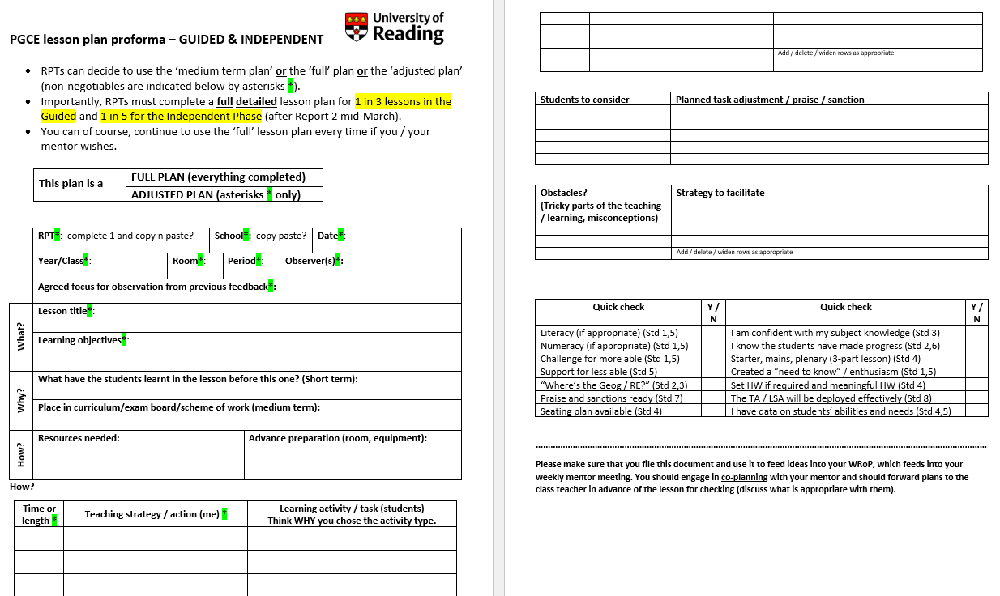 University of
Reading
PGCE lesson plan proforma – GUIDED & INDEPENDENT
• RPTs can decide to use the ‘medium term plan’ or the ‘full’ plan or the ‘adjusted plan’
(non-negotiables are indicated below by asterisks *).
• Importantly, RPTs must complete a full detailed lesson plan for 1 in 3 lessons in the
Guided and 1 in 5 for the Independent Phase (after Report 2 mid-March).
• You can of course, continue to use the ‘full’ lesson plan every time if you / your
mentor wishes.
This plan is a
FULL PLAN (everything completed)
ADJUSTED PLAN (asterisks * only)
RPT*: complete 1 and copy n paste? School*: copy paste? Date*:
Year/Class*: Room*: Period*: Observer(s)*:
Agreed focus for observation from previous feedback*:
What?
Lesson title*:
Learning objectives*:
Why?
What have the students learnt in the lesson before this one? (Short term):
Place in curriculum/exam board/scheme of work (medium term):
How?
Resources needed: Advance preparation (room, equipment):
How?
Time or
length *
Teaching strategy / action (me) *
Learning activity / task (students)
Think WHY you chose the activity type.
Add / delete / widen rows as appropriate
Students to consider Planned task adjustment / praise / sanction
Obstacles?
(Tricky parts of the teaching
/ learning, misconceptions)
Strategy to facilitate
Add / delete / widen rows as appropriate
Quick check Y / N Quick check Y / N
Literacy (if appropriate) (Std 1,5) I am confident with my subject knowledge (Std 3)
Numeracy (if appropriate) (Std 1,5) I know the students have made progress (Std 2,6)
Challenge for more able (Std 1,5) Starter, mains, plenary (3-part lesson) (Std 4)
Support for less able (Std 5) Created a “need to know” / enthusiasm (Std 1,5)
“Where’s the Geog / RE?” (Std 2,3) Set HW if required and meaningful HW (Std 4)
Praise and sanctions ready (Std 7) The TA / LSA will be deployed effectively (Std 8)
Seating plan available (Std 4) I have data on students’ abilities and needs (Std 4,5)
Please make sure that you file this document and use it to feed ideas into your WRoP, which feeds into your
weekly mentor meeting. You should engage in co-planning with your mentor and should forward plans to the
class teacher in advance of the lesson for checking (discuss what is appropriate with them).